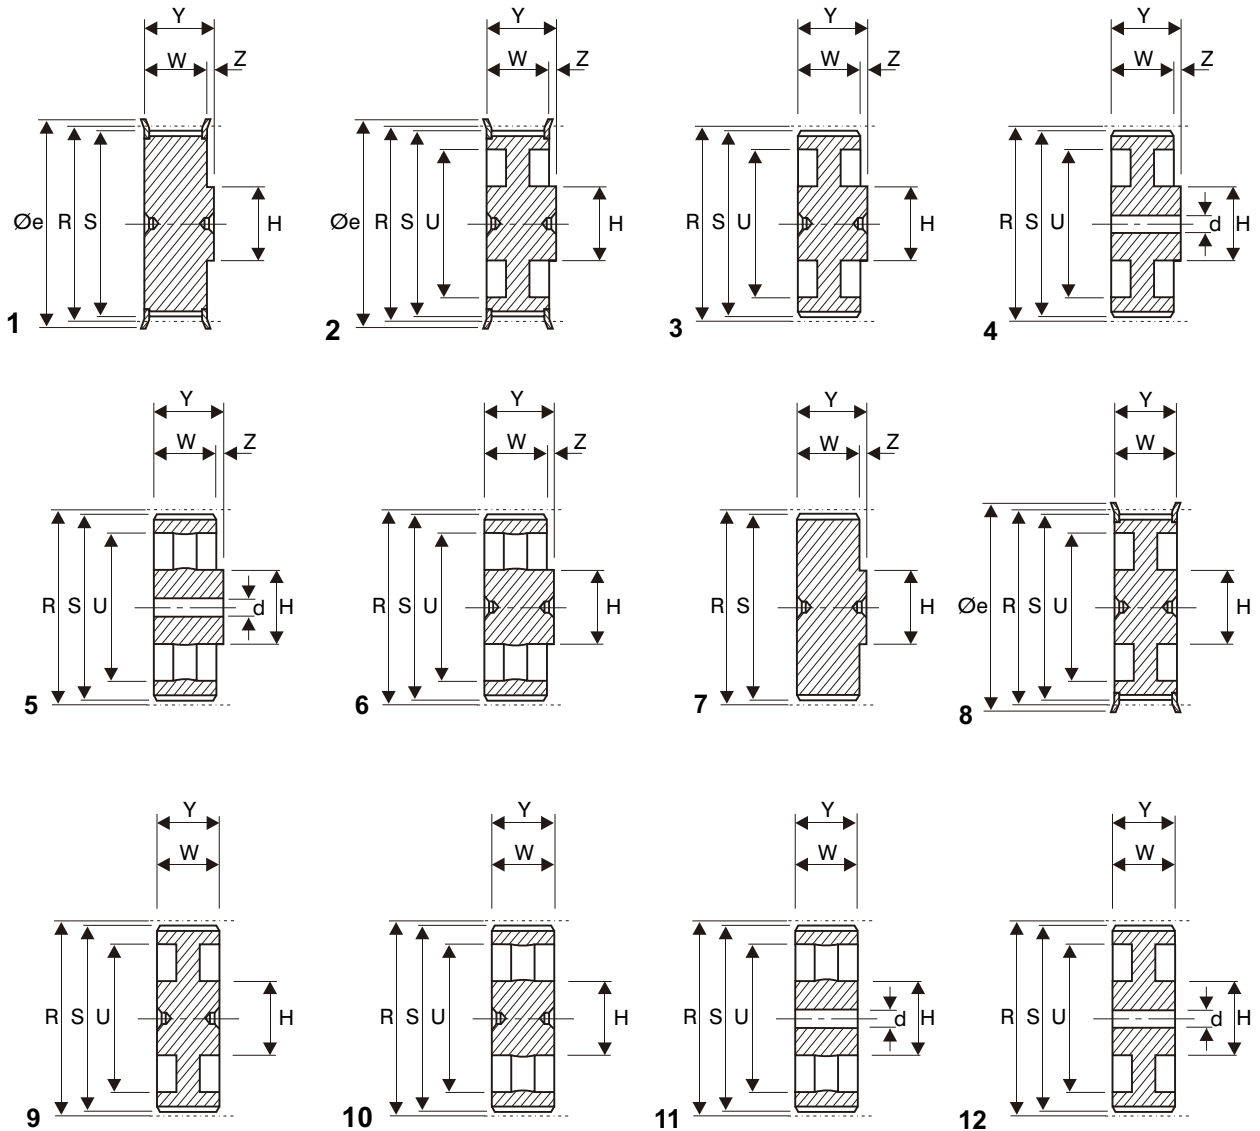 Y Y Y Y
W Z W Z W Z W Z
Øe R S H Øe R S U H R S U H R S U d H
1 2 3 4
Y Y Y Y
W Z W Z W Z W
R S U d H R S U H R S H Øe R S U H
5 6 7 8
Y Y Y Y
W W W W
R S U H R S U H R S U d H R S U d H
9 10 11 12